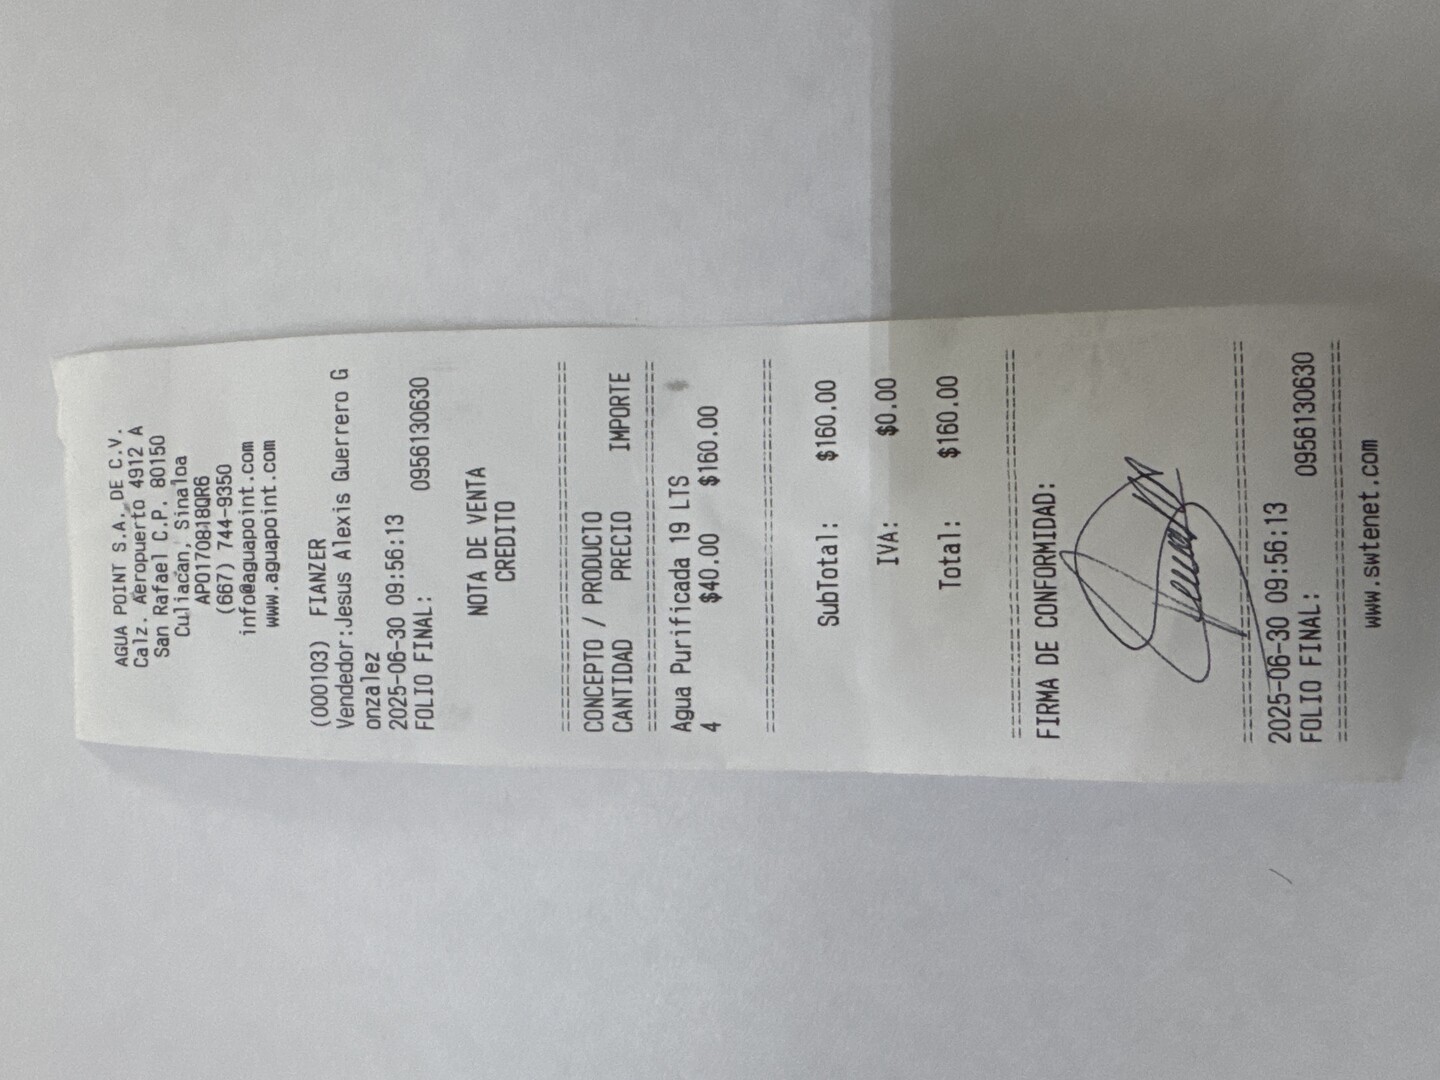 AGUA POINT S.A. DE C.V.
Calz. Aeropuerto 4912 A
San Rafael C.P. 80150
Culiacán, Sinaloa
APO170818QR6
(667) 744-9350
info@aguapoint.com
www.aguapoint.com
(000103) FIANZER
Vendedor:Jesus Alexis Guerrero G
onzalez
2025-06-30 09:56:13
FOLIO FINAL: 0956130630
NOTA DE VENTA
CREDITO
================================
CONCEPTO / PRODUCTO
CANTIDAD PRECIO IMPORTE
================================
Agua Purificada 19 LTS
4 $40.00 $160.00
================================
SubTotal: $160.00
IVA: $0.00
Total: $160.00
================================
FIRMA DE CONFORMIDAD:
================================
2025-06-30 09:56:13
FOLIO FINAL: 0956130630
================================
www.swtenet.com